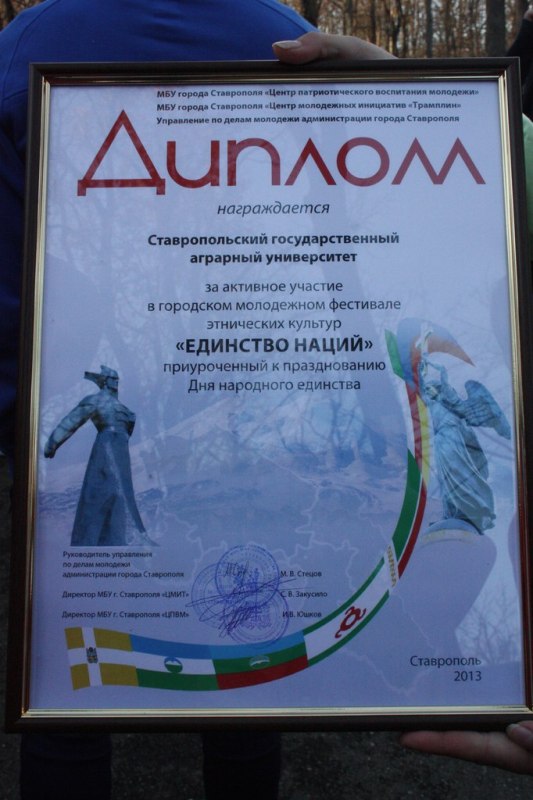 МБУ города Ставрополя «Центр патриотического воспитания молодежи»
МБУ города Ставрополя «Центр молодежных инициатив «Трамплин»
Управление по делам молодежи администрации города Ставрополя
Диплом
награждается
Ставропольский государственный
аграрный университет
за активное участие
в городском молодежном фестивале
этнических культур
«ЕДИНСТВО НАЦИЙ»
приуроченный к празднованию
Дня народного единства
Руководитель управления
по делам молодежи
администрации города Ставрополя М. В. Стецов
Директор МБУ г. Ставрополя «ЦМИТ» С. В. Закусило
Директор МБУ г. Ставрополя «ЦПВМ» И.В. Юшков
Ставрополь
2013